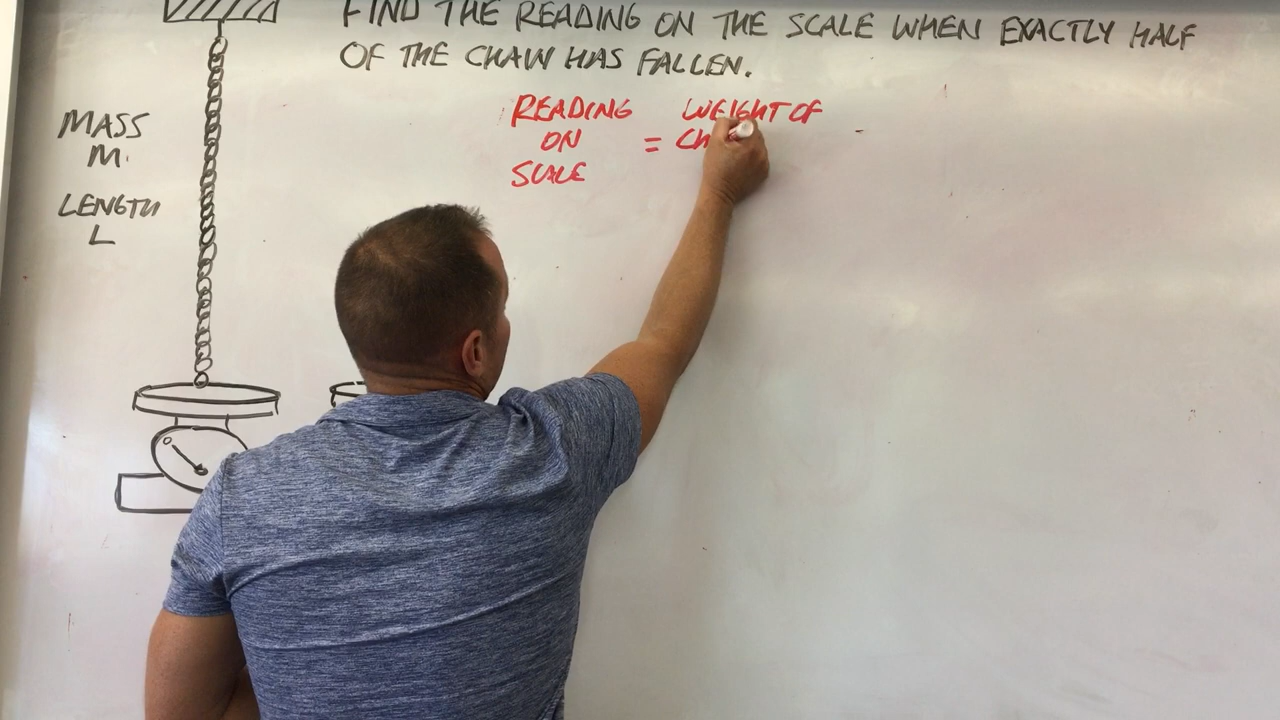 FIND THE READING ON THE SCALE WHEN EXACTLY HALF
OF THE CHAIN HAS FALLEN.
MASS
M
LENGTH
L
READING
ON
SCALE
=
WEIGHT OF